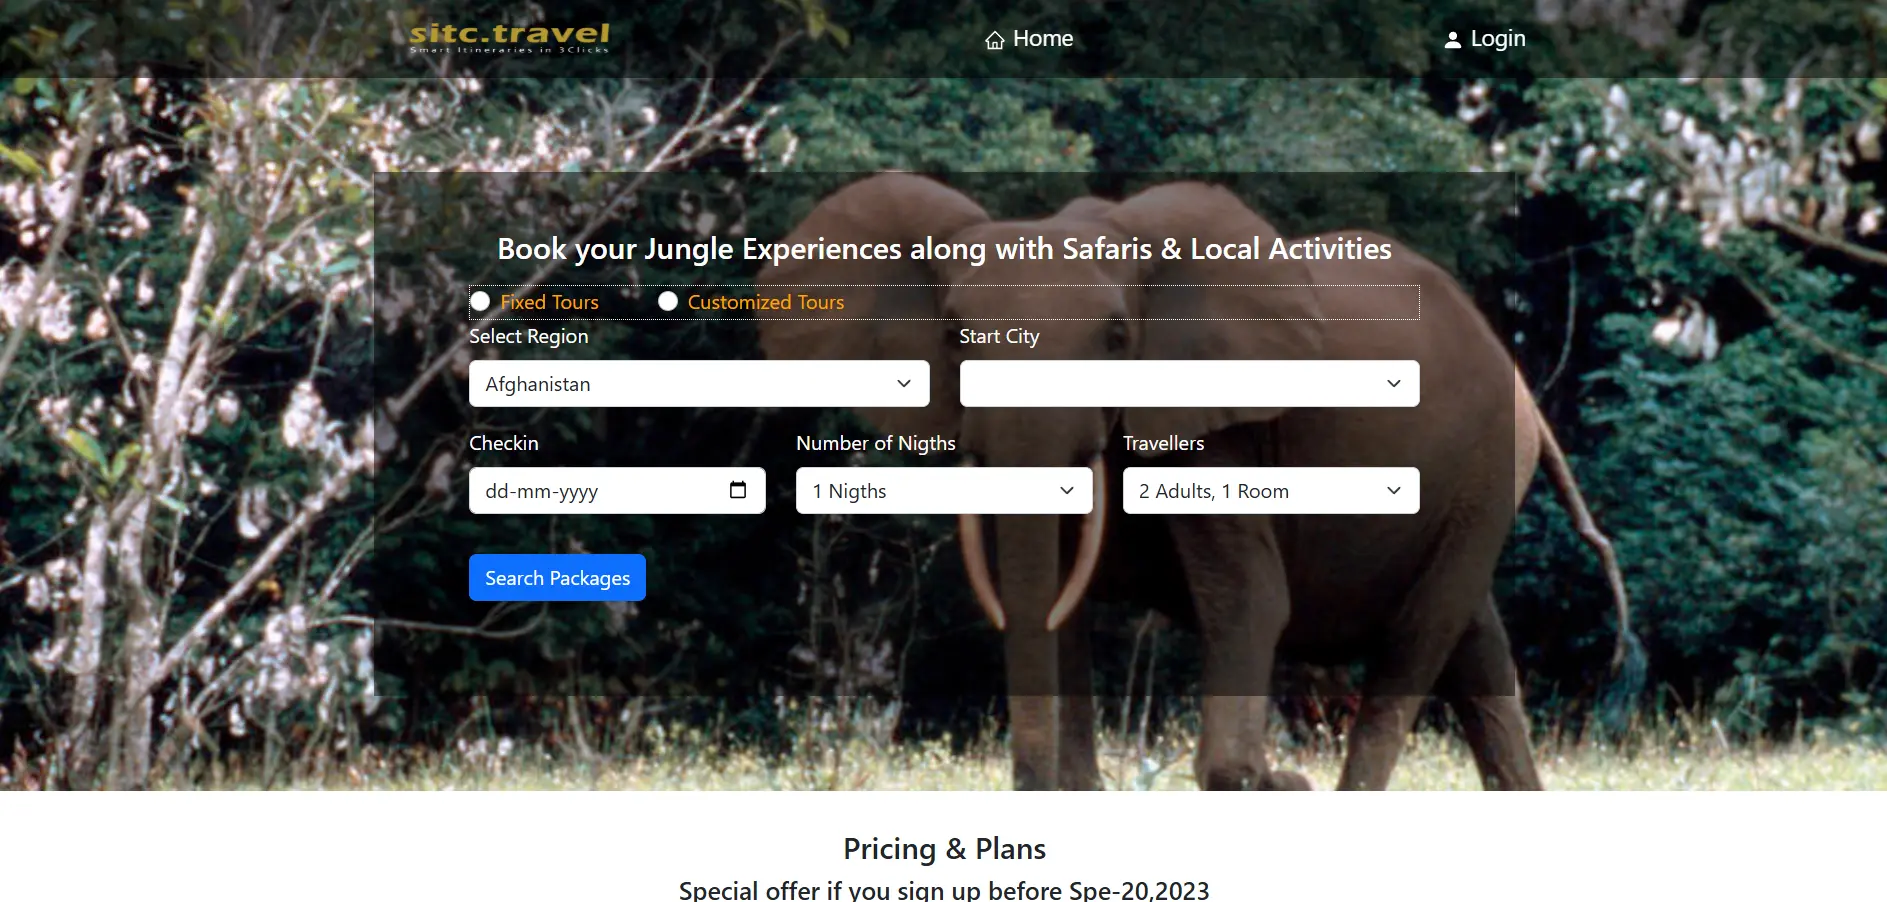 sitc.travel
Smart Itineraries in 3Clicks
Home
Login
Book your Jungle Experiences along with Safaris & Local Activities
Fixed Tours
Customized Tours
Select Region
Start City
Afghanistan
Checkin
Number of Nigths
Travellers
dd-mm-yyyy
1 Nigths
2 Adults, 1 Room
Search Packages
Pricing & Plans
Special offer if you sign up before Spe-20,2023